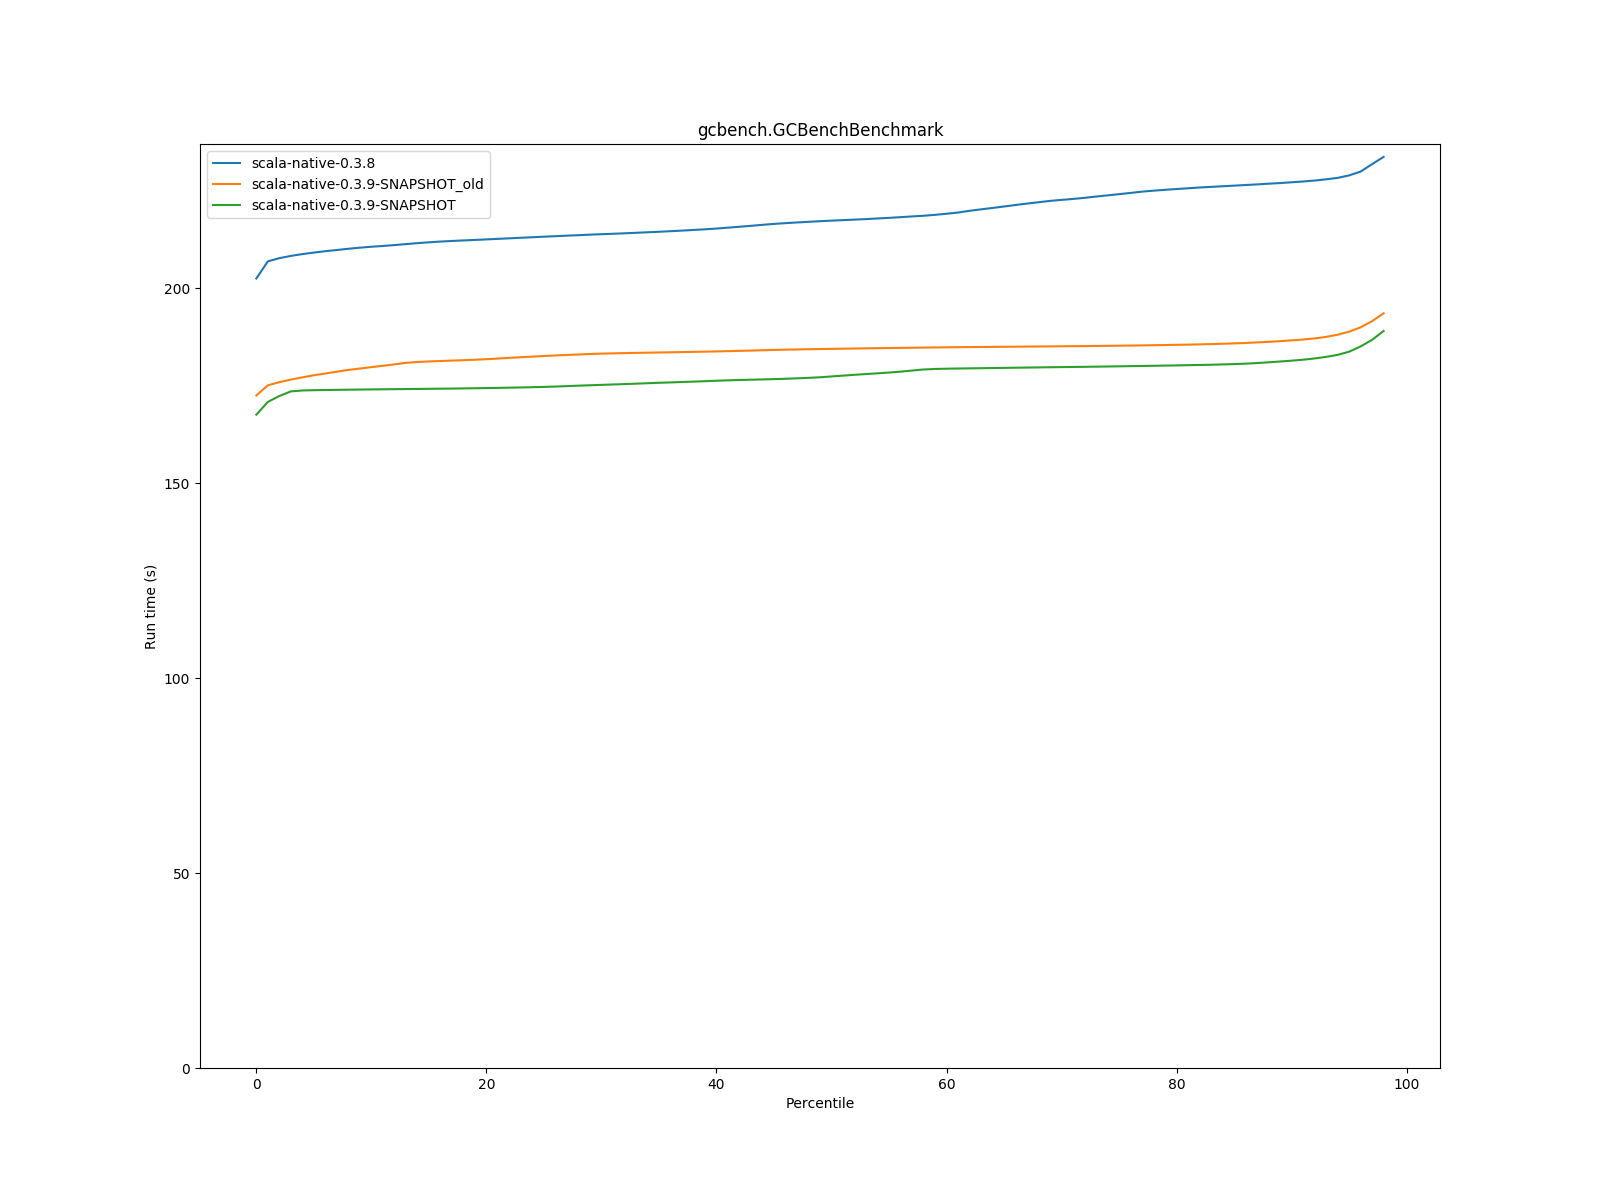 gcbench.GCBenchBenchmark
scala-native-0.3.8
scala-native-0.3.9-SNAPSHOT_old
scala-native-0.3.9-SNAPSHOT
200
150
100
50
0
Run time (s)
0 20 40 60 80 100
Percentile